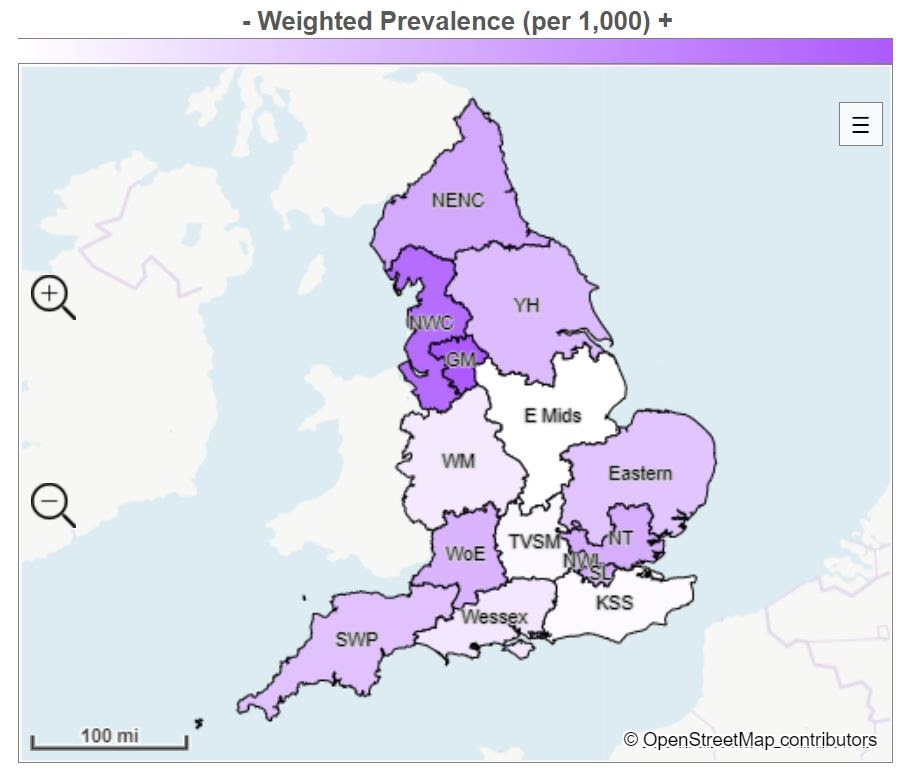 - Weighted Prevalence (per 1,000) +
☰
NENC
YH
NWC
GM
E Mids
WM
Eastern
TVSM
NT
WoE
NWL
SL
KSS
Wessex
SWP
100 mi
© OpenStreetMap contributors